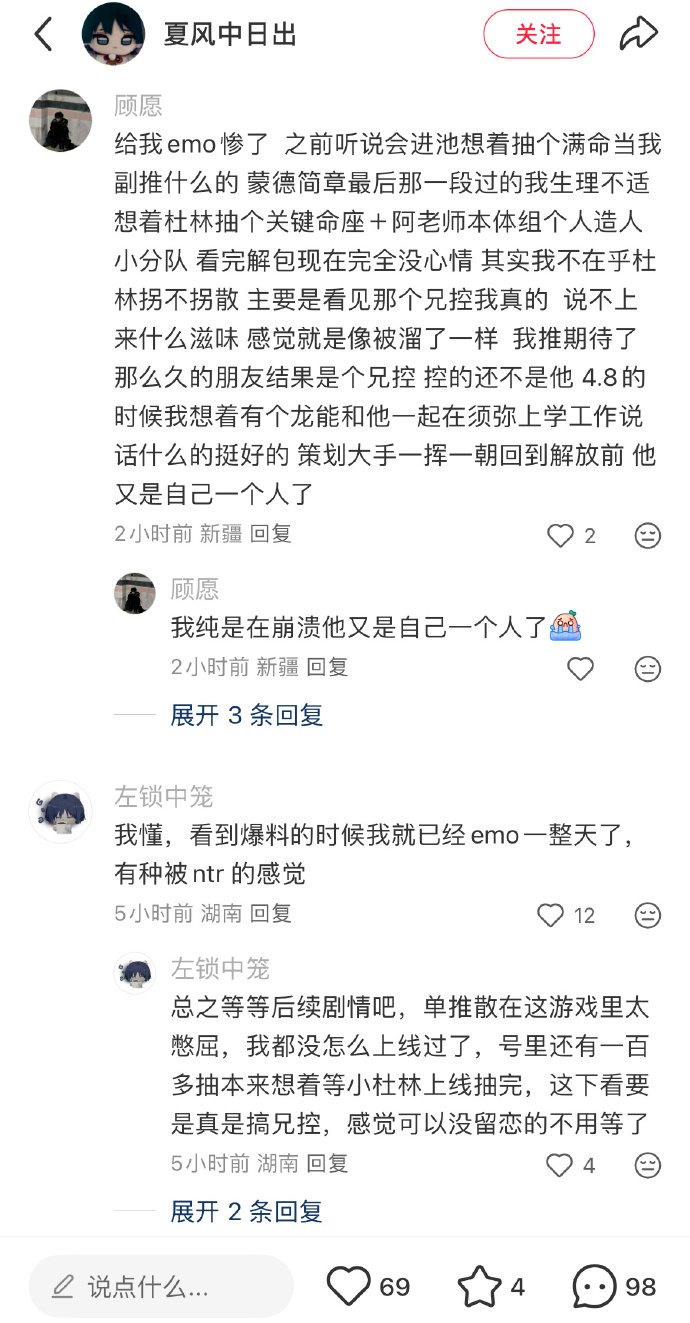 夏风中日出
关注
顾愿
给我emo惨了 之前听说会进池想着抽个满命当我
副推什么的 蒙德简章最后那一段过的我生理不适
想着杜林抽个关键命座＋阿老师本体组个人造人
小分队 看完解包现在完全没心情 其实我不在乎杜
林拐不拐散 主要是看见那个兄控我真的 说不上
来什么滋味 感觉就是像被溜了一样 我推期待了
那么久的朋友结果是个兄控 控的还不是他 4.8的
时候我想着有个龙能和他一起在须弥上学工作说
话什么的挺好的 策划大手一挥一朝回到解放前 他
又是自己一个人了
2小时前 新疆 回复
2
顾愿
我纯是在崩溃他又是自己一个人了
2小时前 新疆 回复
展开 3 条回复
左锁中笼
我懂，看到爆料的时候我就已经emo一整天了，
有种被ntr 的感觉
5小时前 湖南 回复
12
左锁中笼
总之等等后续剧情吧，单推散在这游戏里太
憋屈，我都没怎么上线过了，号里还有一百
多抽本来想着等小杜林上线抽完，这下看要
是真是搞兄控，感觉可以没留恋的不用等了
5小时前 湖南 回复
4
展开 2 条回复
说点什么...
69
4
98